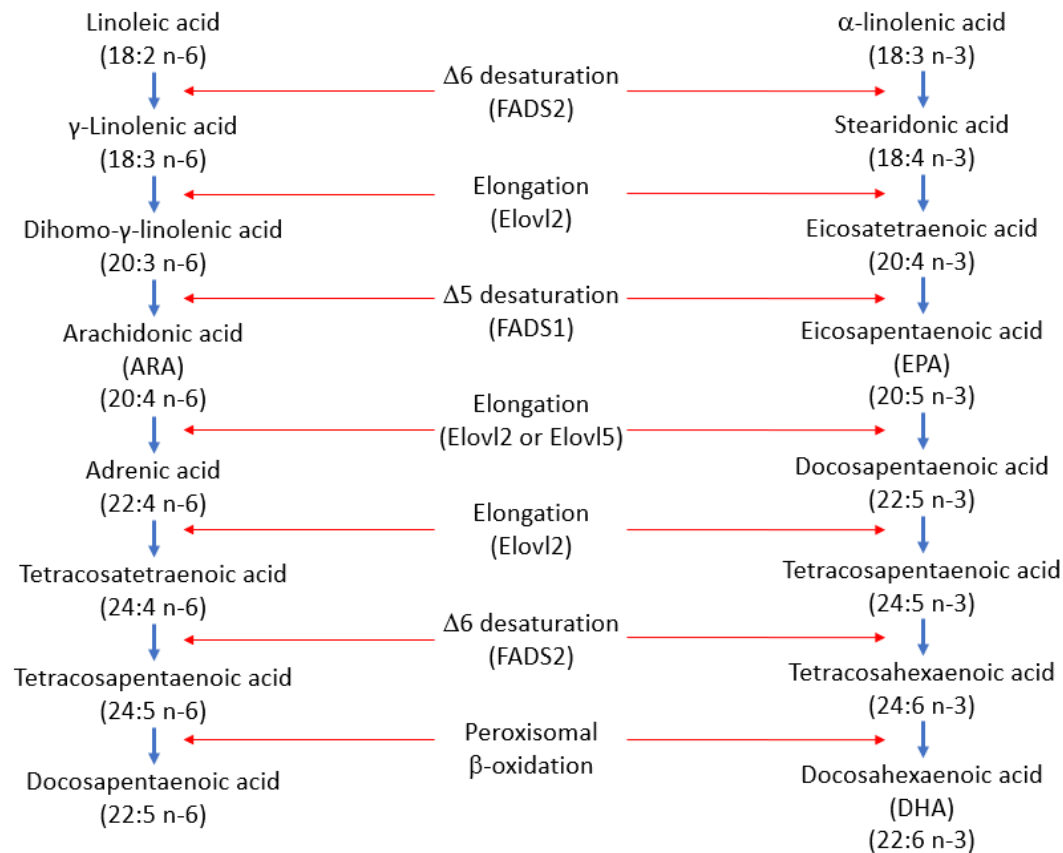 Linoleic acid
(18:2 n-6)
α-linolenic acid
(18:3 n-3)
Δ6 desaturation
(FADS2)
γ-Linolenic acid
(18:3 n-6)
Stearidonic acid
(18:4 n-3)
Elongation
(Elovl2)
Dihomo-γ-linolenic acid
(20:3 n-6)
Eicosatetraenoic acid
(20:4 n-3)
Δ5 desaturation
(FADS1)
Arachidonic acid
(ARA)
(20:4 n-6)
Eicosapentaenoic acid
(EPA)
(20:5 n-3)
Elongation
(Elovl2 or Elovl5)
Adrenic acid
(22:4 n-6)
Docosapentaenoic acid
(22:5 n-3)
Elongation
(Elovl2)
Tetracosatetraenoic acid
(24:4 n-6)
Tetracosapentaenoic acid
(24:5 n-3)
Δ6 desaturation
(FADS2)
Tetracosapentaenoic acid
(24:5 n-6)
Tetracosahexaenoic acid
(24:6 n-3)
Peroxisomal
β-oxidation
Docosapentaenoic acid
(22:5 n-6)
Docosahexaenoic acid
(DHA)
(22:6 n-3)